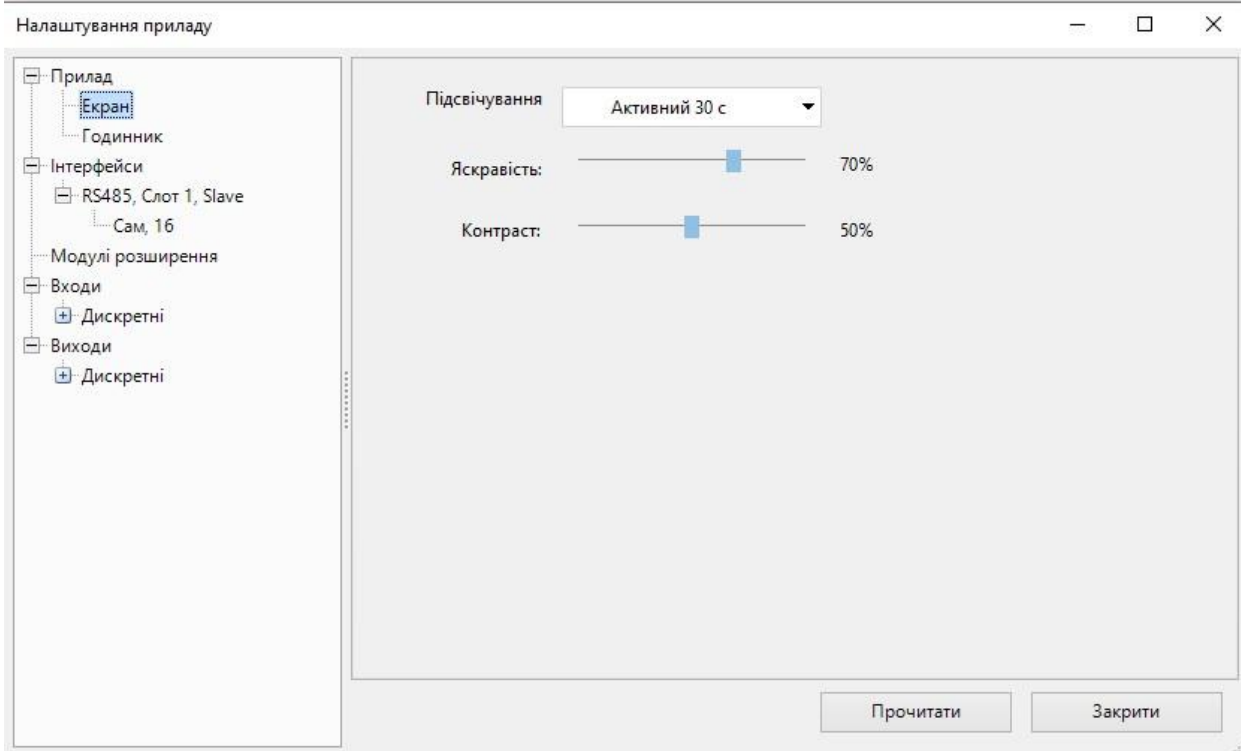 Налаштування приладу
Прилад
Екран
Годинник
Інтерфейси
RS485, Слот 1, Slave
Сам, 16
Модулі розширення
Входи
Дискретні
Виходи
Дискретні
Підсвічування
Активний 30 с
Яскравість:
70%
Контраст:
50%
Прочитати
Закрити